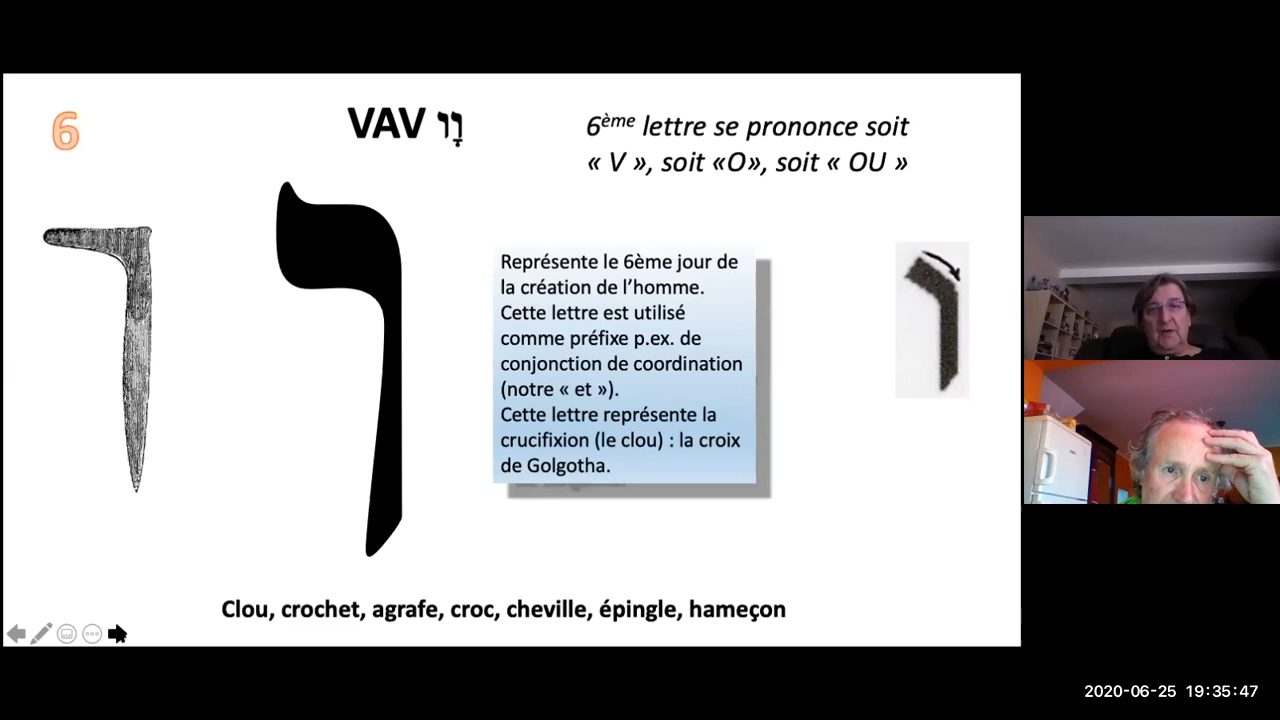 6
VAV וָו
6ème lettre se prononce soit
« V », soit «O», soit « OU »
Représente le 6ème jour de
la création de l’homme.
Cette lettre est utilisé
comme préfixe p.ex. de
conjonction de coordination
(notre « et »).
Cette lettre représente la
crucifixion (le clou) : la croix
de Golgotha.
ו
ו
Clou, crochet, agrafe, croc, cheville, épingle, hameçon
2020-06-25 19:35:47